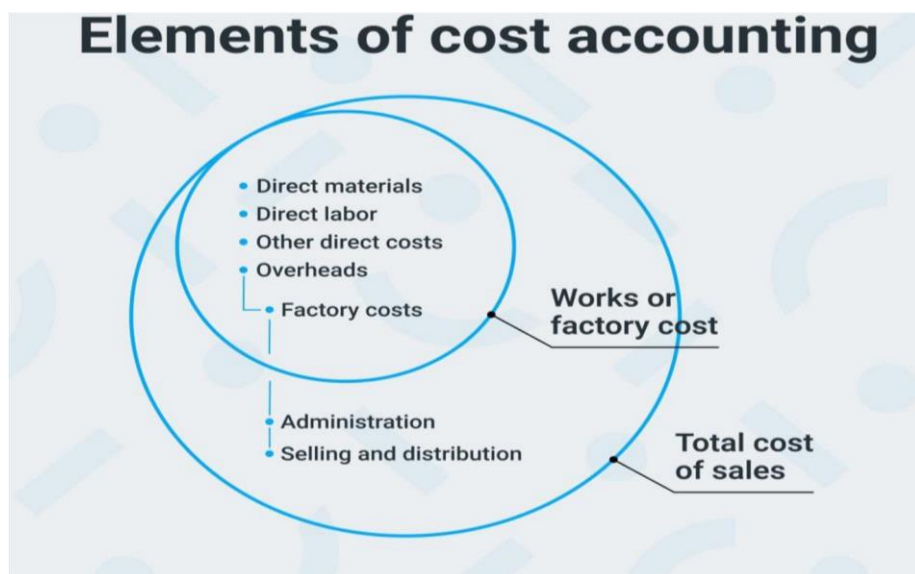 Elements of cost accounting
Direct materials
Direct labor
Other direct costs
Overheads
Factory costs
Works or
factory cost
Administration
Selling and distribution
Total cost
of sales